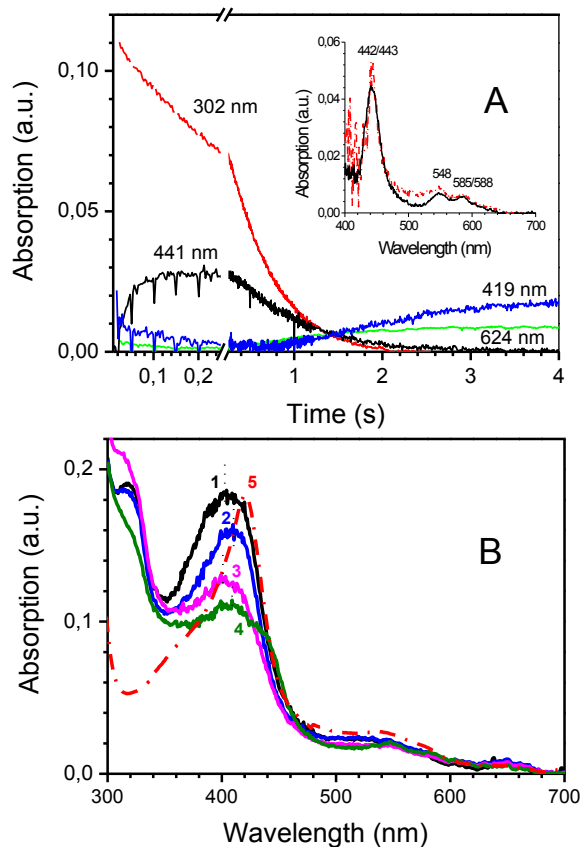 0,10
0,05
0,00
Absorption (a.u.)
302 nm
441 nm
419 nm
624 nm
A
0,06
0,03
0,00
Absorption (a.u.)
442/443
548
585/588
400 500 600 700
Wavelength (nm)
0,1 0,2 1 2 3 4
Time (s)
0,2
0,1
0,0
Absorption (a.u.)
B
1
2
3
4
5
300 400 500 600 700
Wavelength (nm)